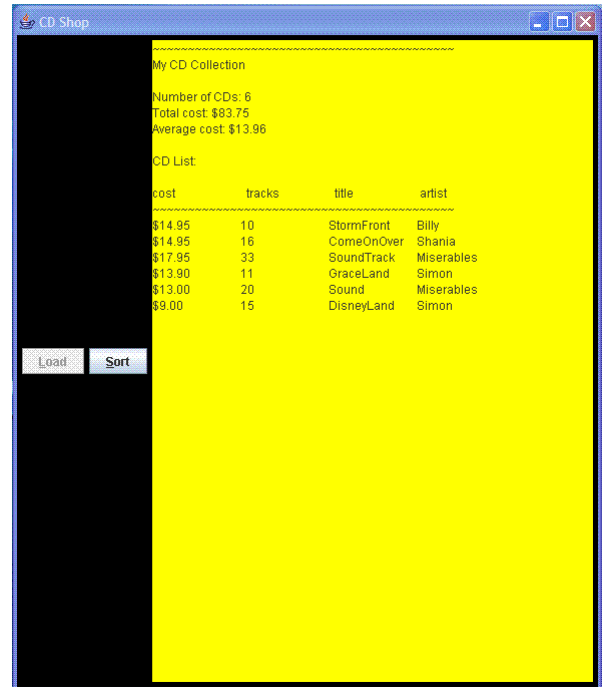 CD Shop
~~~~~~~~~~~~~~~~~~~~~~~~~~~~~~~~~~~~~~~~~~~
My CD Collection
Number of CDs: 6
Total cost: $83.75
Average cost: $13.96
CD List:
cost tracks title artist
~~~~~~~~~~~~~~~~~~~~~~~~~~~~~~~~~~~~~~~~~~~
$14.95 10 StormFront Billy
$14.95 16 ComeOnOver Shania
$17.95 33 SoundTrack Miserables
$13.90 11 GraceLand Simon
$13.00 20 Sound Miserables
$9.00 15 DisneyLand Simon
Load Sort